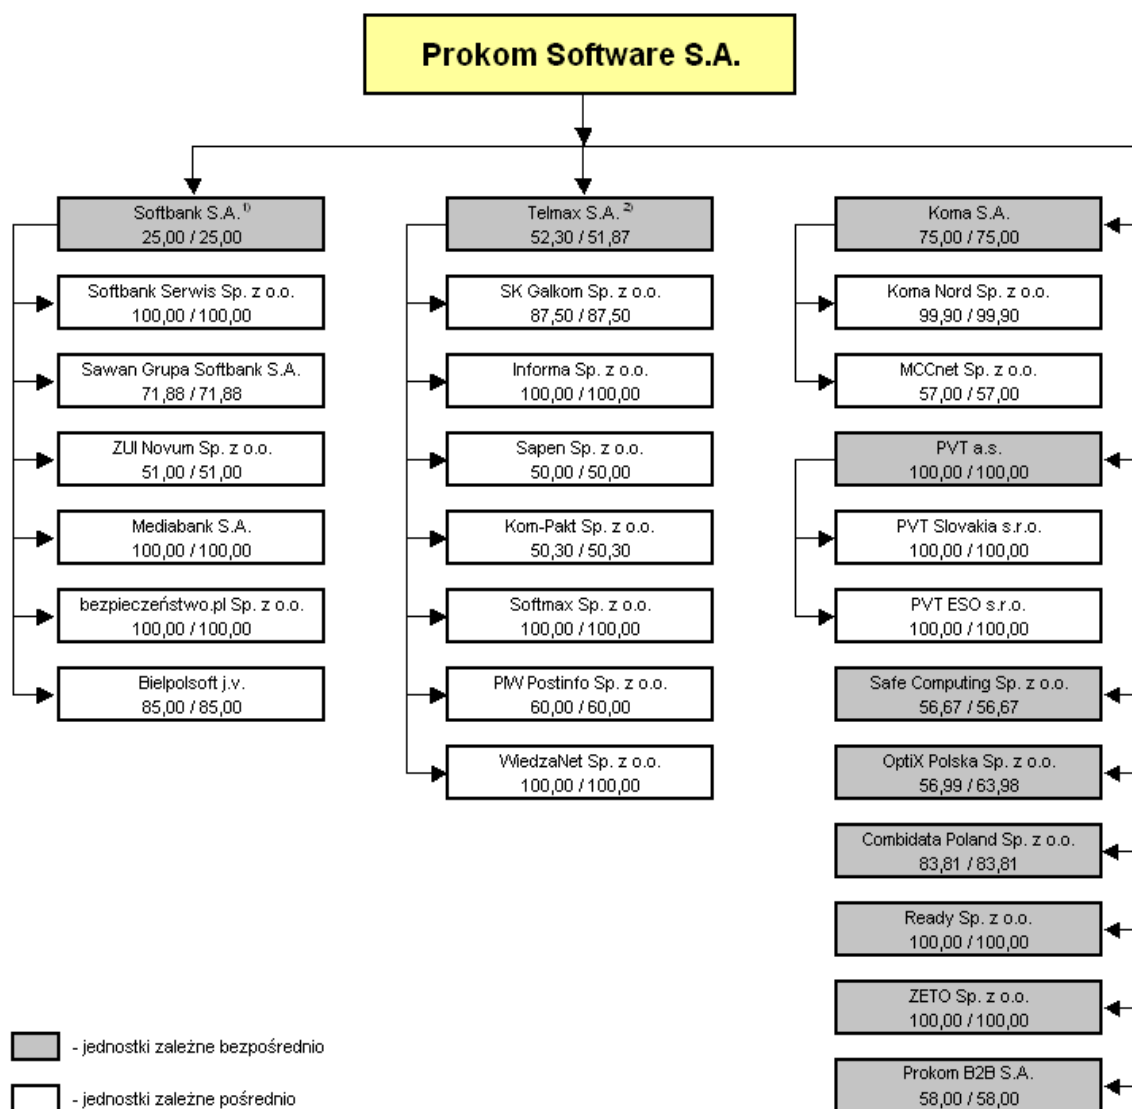 Prokom Software S.A.
Softbank S.A. 1)
25,00 / 25,00
Softbank Serwis Sp. z o.o.
100,00 / 100,00
Sawan Grupa Softbank S.A.
71,88 / 71,88
ZUI Novum Sp. z o.o.
51,00 / 51,00
Mediabank S.A.
100,00 / 100,00
bezpieczeństwo.pl Sp. z o.o.
100,00 / 100,00
Bielpolsoft j.v.
85,00 / 85,00
Telmax S.A. 2)
52,30 / 51,87
SK Galkom Sp. z o.o.
87,50 / 87,50
Informa Sp. z o.o.
100,00 / 100,00
Sapen Sp. z o.o.
50,00 / 50,00
Kom-Pakt Sp. z o.o.
50,30 / 50,30
Softmax Sp. z o.o.
100,00 / 100,00
PIW Postinfo Sp. z o.o.
60,00 / 60,00
WiedzaNet Sp. z o.o.
100,00 / 100,00
Koma S.A.
75,00 / 75,00
Koma Nord Sp. z o.o.
99,90 / 99,90
MCCnet Sp. z o.o.
57,00 / 57,00
PVT a.s.
100,00 / 100,00
PVT Slovakia s.r.o.
100,00 / 100,00
PVT ESO s.r.o.
100,00 / 100,00
Safe Computing Sp. z o.o.
56,67 / 56,67
OptiX Polska Sp. z o.o.
56,99 / 63,98
Combidata Poland Sp. z o.o.
83,81 / 83,81
Ready Sp. z o.o.
100,00 / 100,00
ZETO Sp. z o.o.
100,00 / 100,00
Prokom B2B S.A.
58,00 / 58,00
- jednostki zależne bezpośrednio
- jednostki zależne pośrednio